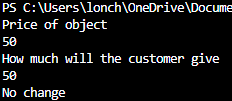 PS C:\Users\lonch\OneDrive\Docume
Price of object
50
How much will the customer give
50
No change